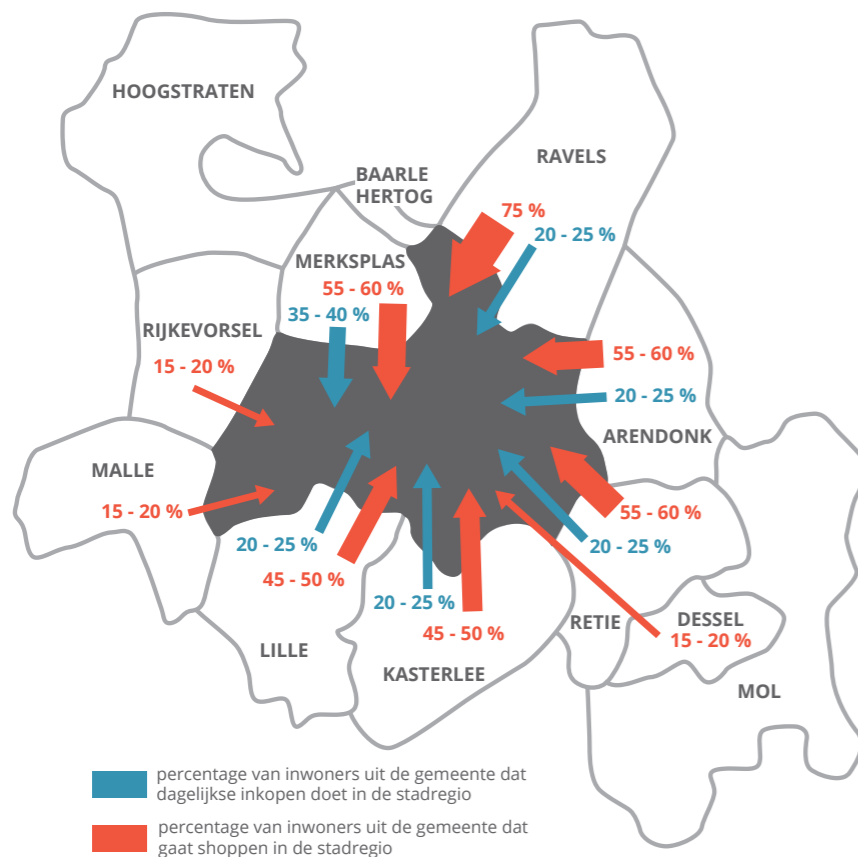 HOOGSTRATEN
BAARLE
HERTOG
RAVELS
75 %
20 - 25 %
MERKSPLAS
55 - 60 %
35 - 40 %
RIJKEVORSEL
15 - 20 %
55 - 60 %
20 - 25 %
ARENDONK
MALLE
15 - 20 %
55 - 60 %
20 - 25 %
20 - 25 %
45 - 50 %
LILLE
20 - 25 %
45 - 50 %
KASTERLEE
RETIE
DESSEL
15 - 20 %
MOL
percentage van inwoners uit de gemeente dat
dagelijkse inkopen doet in de stadregio
percentage van inwoners uit de gemeente dat
gaat shoppen in de stadregio